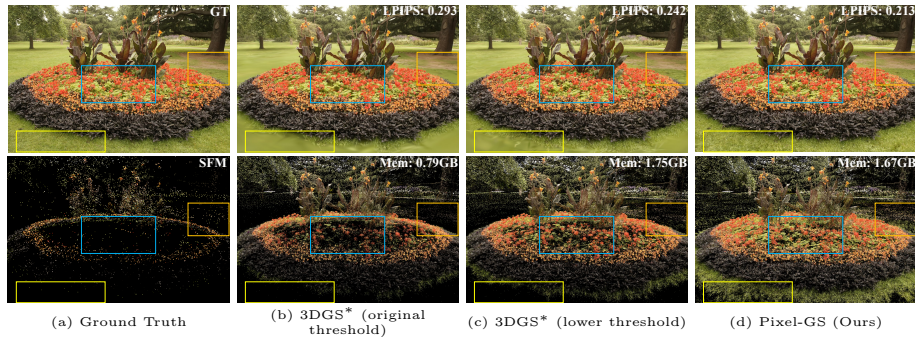 GT
LPIPS: 0.293
LPIPS: 0.242
LPIPS: 0.213
SFM
Mem: 0.79GB
Mem: 1.75GB
Mem: 1.67GB
(a) Ground Truth
(b) 3DGS* (original
threshold)
(c) 3DGS* (lower threshold)
(d) Pixel-GS (Ours)